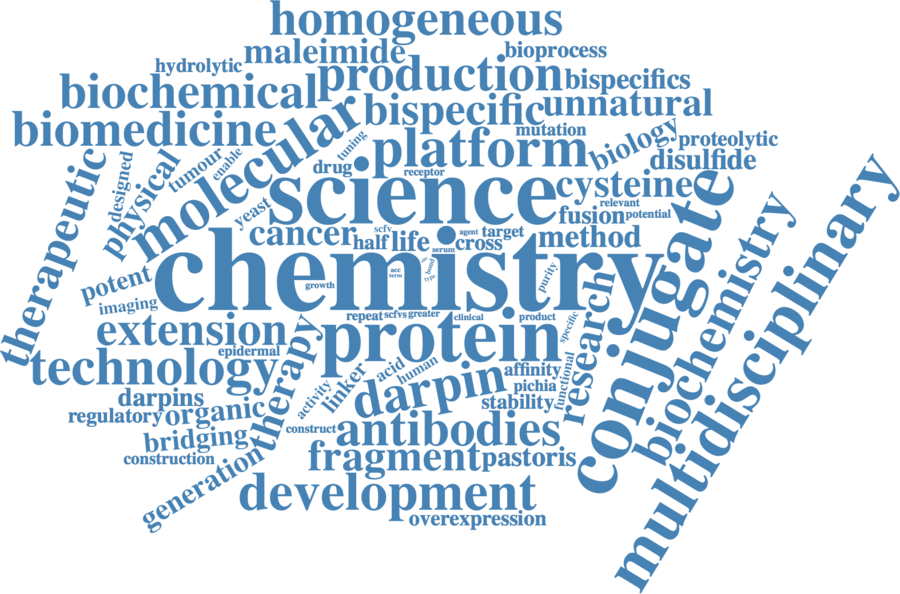 homogeneous
maleimide
bioprocess
hydrolytic
production
bispecifics
biochemical
bispecific
unnatural
biomedicine
molecular
mutation
platform
biology
proteolytic
disulfide
tuning
drug
receptor
enable
tumour
physical
designed
therapeutic
science
cysteine
relevant
yeast
fusion
potential
cancer
scfv
half
life
agent
target
cross
serum
method
conjugate
multidisciplinary
biochemistry
chemistry
potent
imaging
growth
acc
bond
type
purity
research
extension
repeat
scfvs
greater
clinical
product
specific
protein
technology
epidermal
therapy
darpin
acid
human
affinity
pichia
functional
stability
linker
activity
darpins
regulatory
organic
construct
antibodies
bridging
construction
generation
fragment
pastoris
development
overexpression